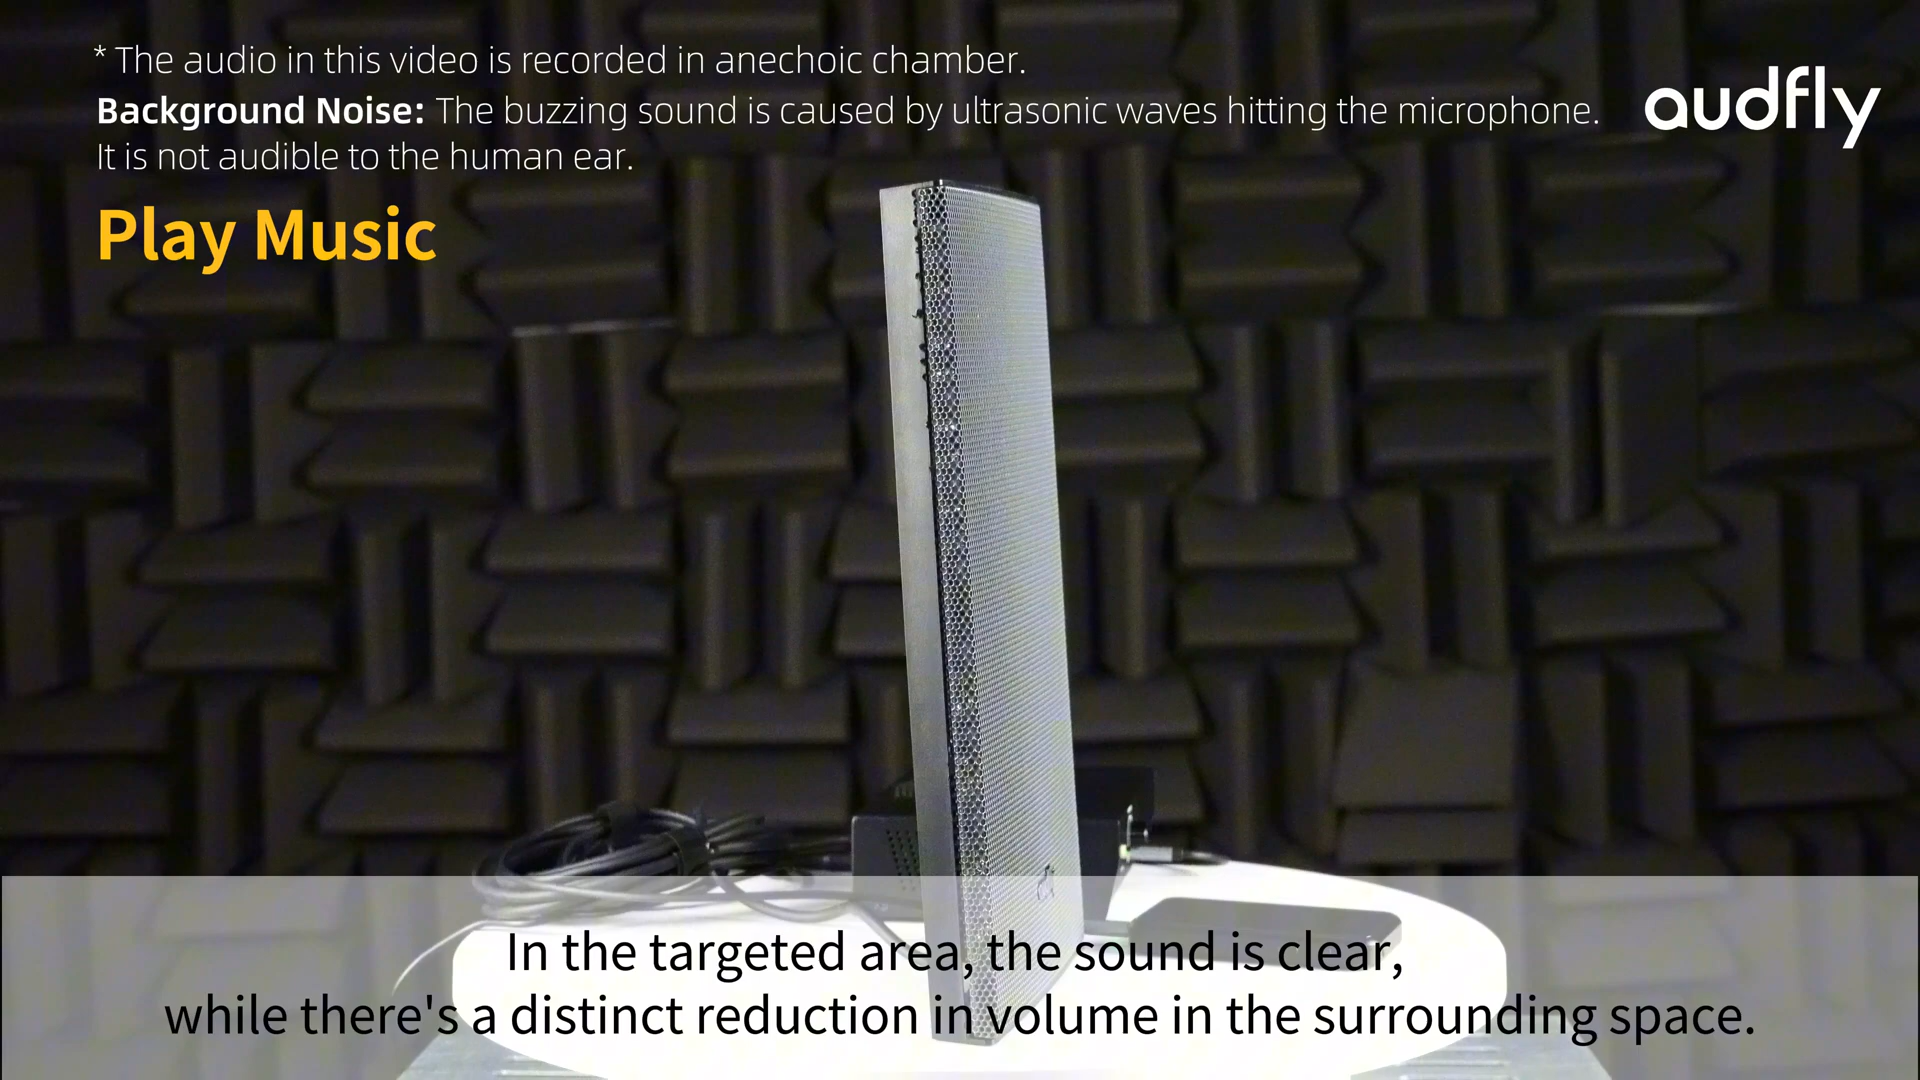 * The audio in this video is recorded in anechoic chamber.
Background Noise: The buzzing sound is caused by ultrasonic waves hitting the microphone.
It is not audible to the human ear.
audfly
Play Music
In the targeted area, the sound is clear,
while there's a distinct reduction in volume in the surrounding space.